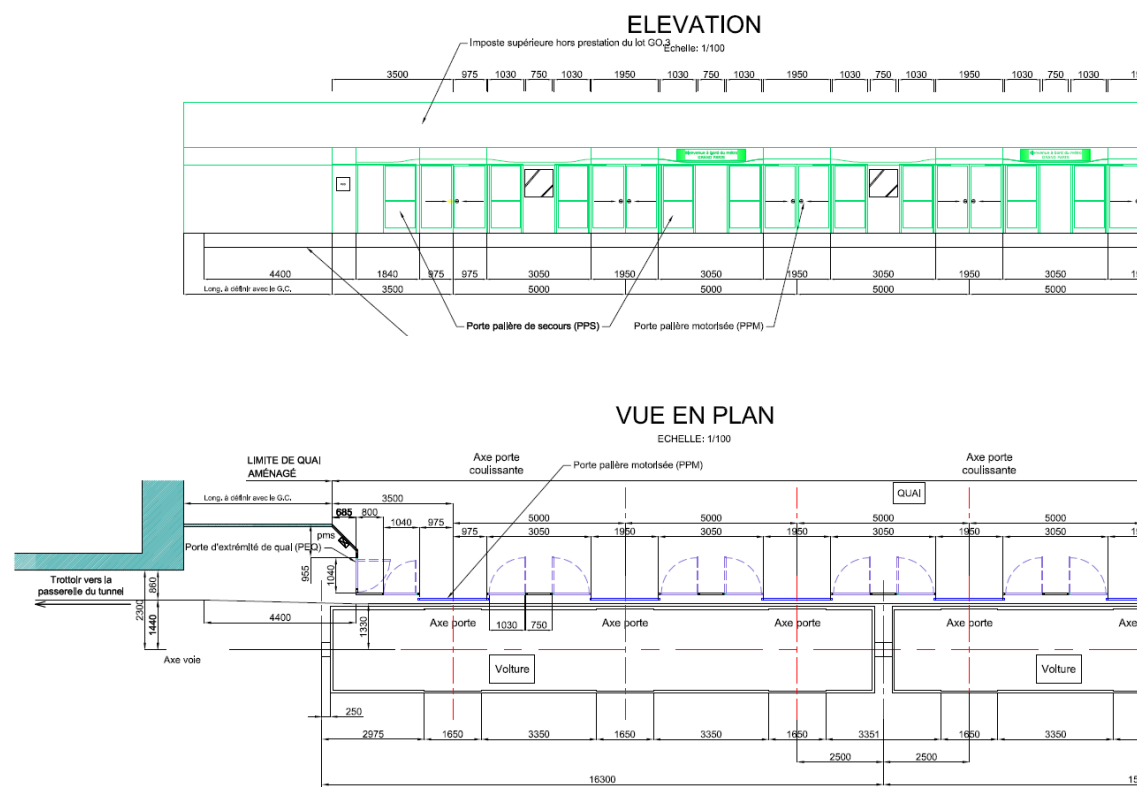 ELEVATION
Echelle: 1/100
Imposte supérieure hors prestation du lot GO.3
3500 975 1030 750 1030 1950 1030 750 1030 1950 1030 750 1030 1950 1030 750 1030
4400 1840 975 975 3050 1950 3050 1950 3050 1950 3050
Long. à définir avec le G.C. 3500 5000 5000 5000 5000
Porte palière de secours (PPS)
Porte palière motorisée (PPM)
VUE EN PLAN
ECHELLE: 1/100
LIMITE DE QUAI
AMÉNAGÉ
Axe porte
coulissante
Porte palière motorisée (PPM)
Axe porte
coulissante
QUAI
Long. à définir avec le G.C.
3500
685 800
5000 5000 5000 5000
1040 975
975 3050 1950 3050 1950 3050 1950 3050
pms
Porte d'extrémité de quai (PEQ)
955
1040
Trottoir vers la
passerelle du tunnel
860
2300
1440
4400
1330
1030 750
Axe porte Axe porte Axe porte Axe porte
Axe voie
Voiture
Voiture
250
2975 1650 3350 1650 3350 1650 3351 1650 3350
2500 2500
16300